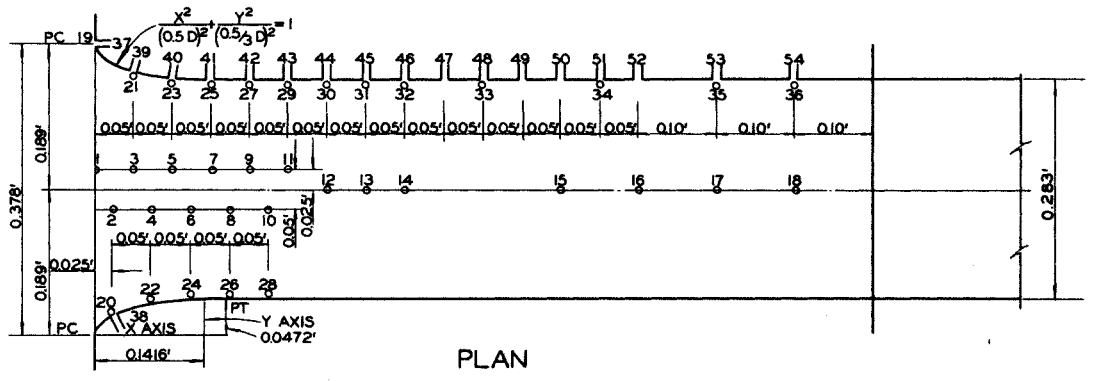 X² / (0.5 D)² + Y² / (0.5/3 D)² = 1
PC 19 37
39 40 41 42 43 44 45 46 47 48 49 50 51 52 53 54
21 23 25 27 29 30 31 32 33 34 35 36
0.05' 0.05' 0.05' 0.05' 0.05' 0.05' 0.05' 0.05' 0.05' 0.05' 0.05' 0.05' 0.05' 0.05' 0.10' 0.10' 0.10'
0.189'
1 3 5 7 9 11
12 13 14 15 16 17 18
0.378'
0.283'
2 4 6 8 10
0.05'
0.025'
0.05' 0.05' 0.05' 0.05'
0.025'
0.189'
20 22 24 26 28
38
PT
PC
X AXIS
Y AXIS
0.0472'
0.1416'
PLAN